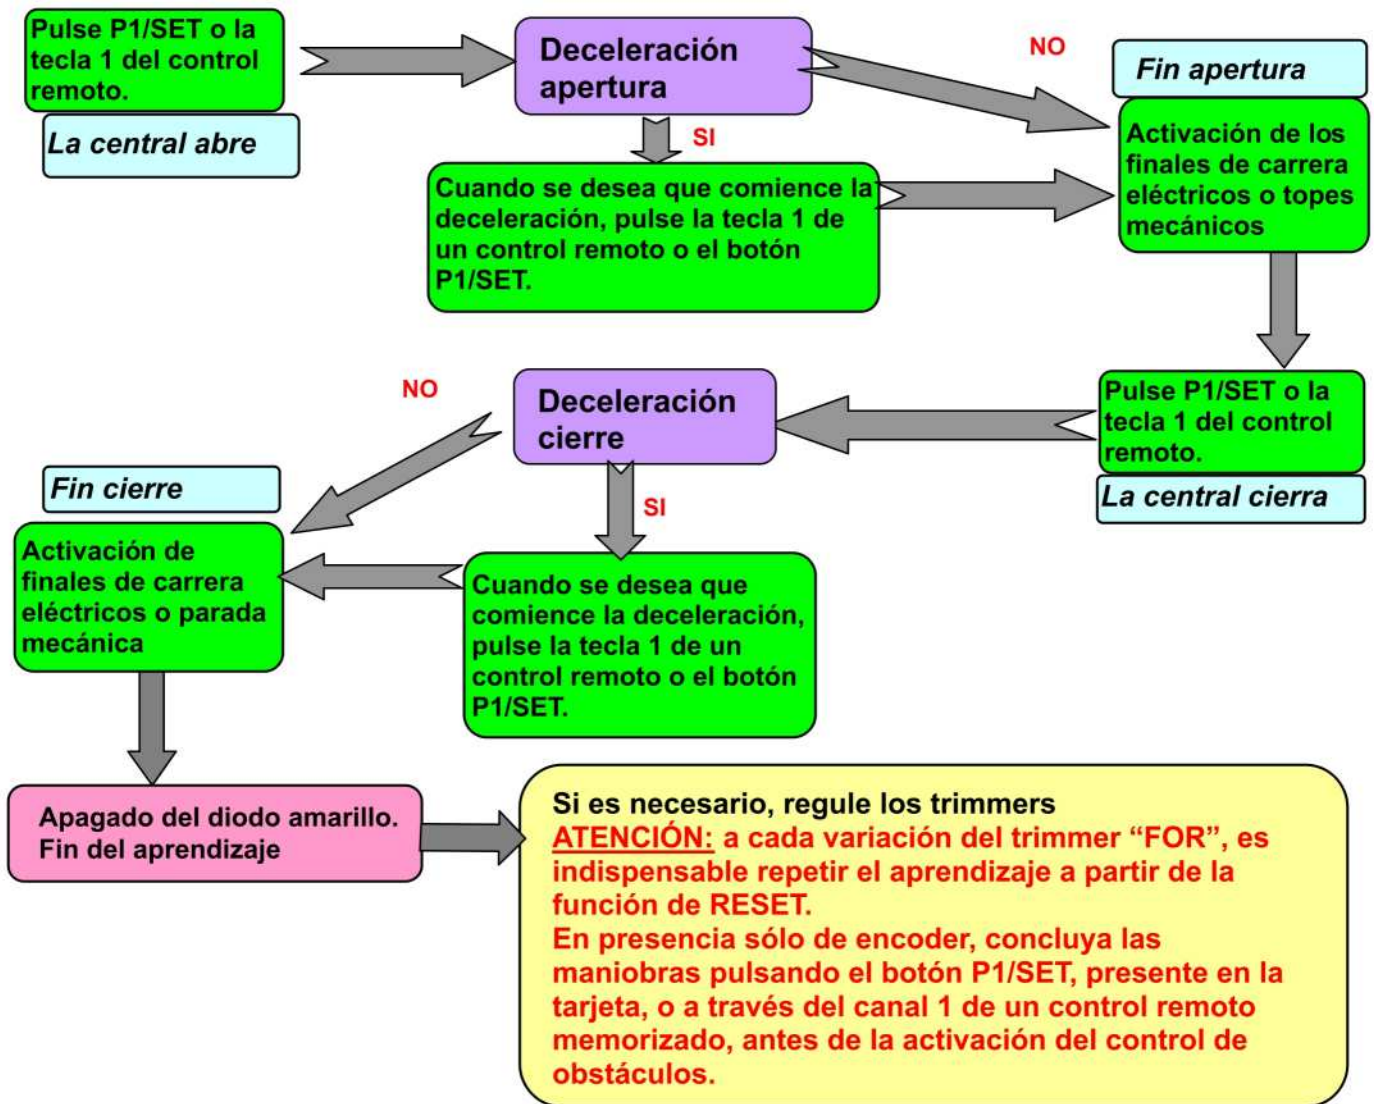 Pulse P1/SET o la
tecla 1 del control
remoto.
La central abre
Deceleración
apertura
NO
SI
Fin apertura
Activación de los
finales de carrera
eléctricos o topes
mecánicos
Cuando se desea que comience la
deceleración, pulse la tecla 1 de
un control remoto o el botón
P1/SET.
Pulse P1/SET o la
tecla 1 del control
remoto.
La central cierra
Deceleración
cierre
NO
SI
Fin cierre
Activación de
finales de carrera
eléctricos o parada
mecánica
Cuando se desea que
comience la deceleración,
pulse la tecla 1 de un
control remoto o el botón
P1/SET.
Apagado del diodo amarillo.
Fin del aprendizaje
Si es necesario, regule los trimmers
ATENCIÓN: a cada variación del trimmer “FOR”, es
indispensable repetir el aprendizaje a partir de la
función de RESET.
En presencia sólo de encoder, concluya las
maniobras pulsando el botón P1/SET, presente en la
tarjeta, o a través del canal 1 de un control remoto
memorizado, antes de la activación del control de
obstáculos.